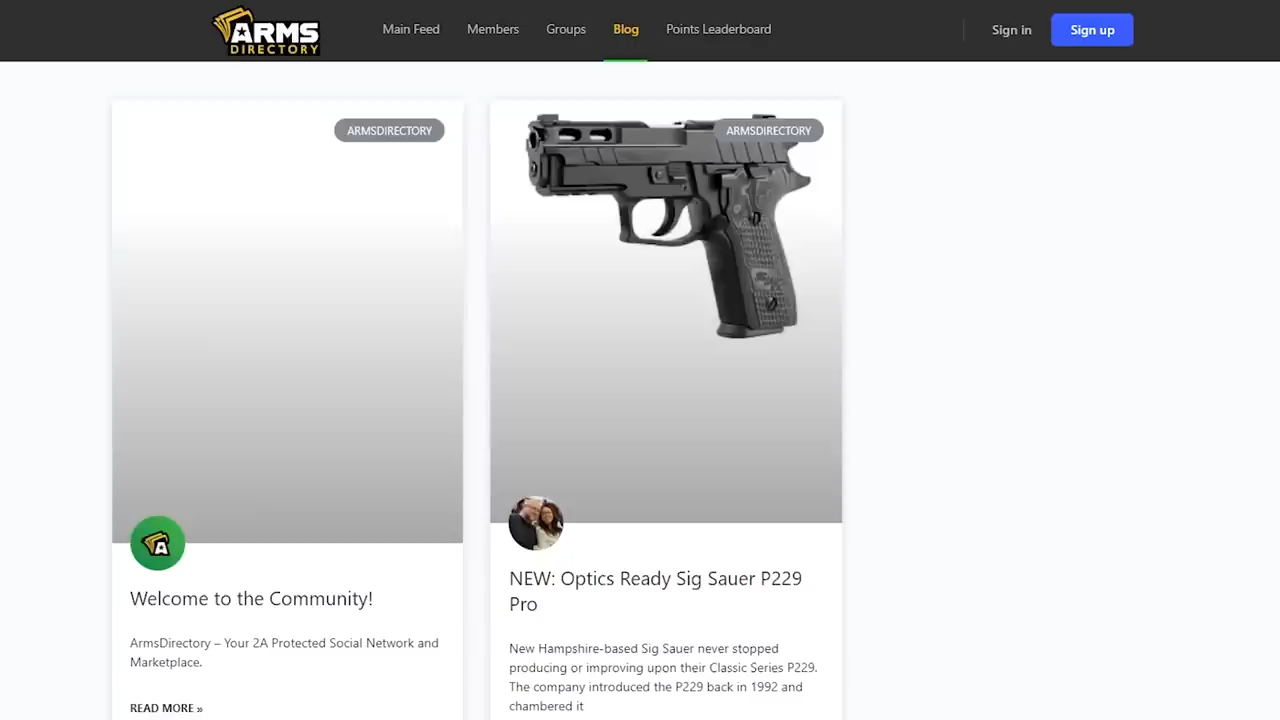 ARMS
DIRECTORY
Main Feed
Members
Groups
Blog
Points Leaderboard
Sign in
Sign up
ARMSDIRECTORY
A
Welcome to the Community!
ArmsDirectory – Your 2A Protected Social Network and
Marketplace.
READ MORE »
ARMSDIRECTORY
NEW: Optics Ready Sig Sauer P229
Pro
New Hampshire-based Sig Sauer never stopped
producing or improving upon their Classic Series P229.
The company introduced the P229 back in 1992 and
chambered it